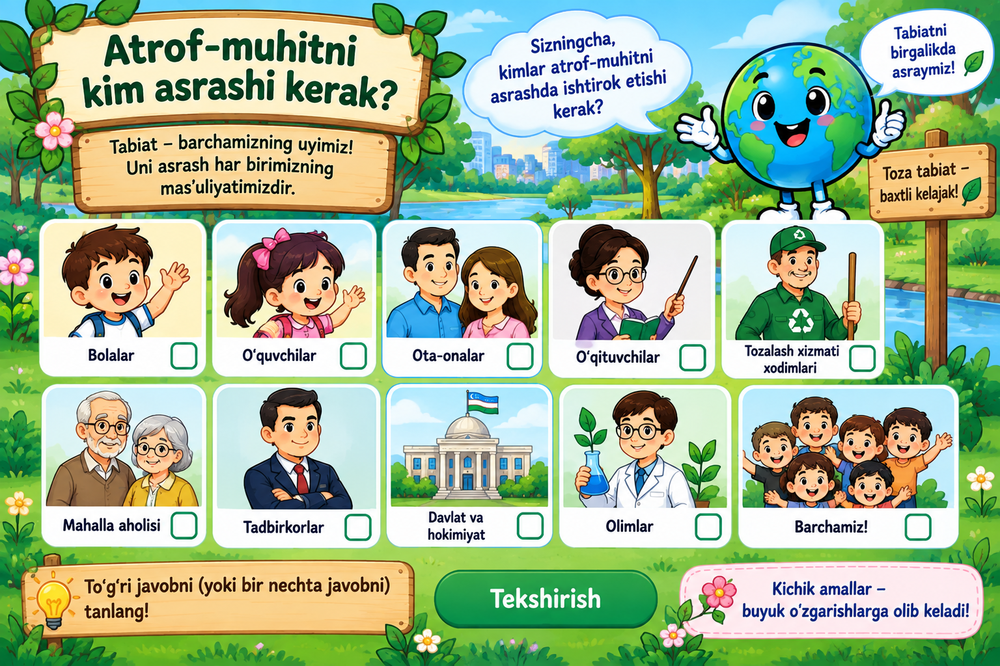 Atrof-muhitni
kim asrashi kerak?
Tabiat – barchamizning uyimiz!
Uni asrash har birimizning
mas’uliyatimizdir.
Sizningcha,
kimlar atrof-muhitni
asrashda ishtirok etishi
kerak?
Tabiatni
birgalikda
asraymiz!
Toza tabiat –
baxtli kelajak!
Bolalar
O‘quvchilar
Ota-onalar
O‘qituvchilar
Tozalash xizmati
xodimlari
Mahalla aholisi
Tadbirkorlar
Davlat va
hokimiyat
Olimlar
Barchamiz!
To‘g‘ri javobni (yoki bir nechta javobni)
tanlang!
Tekshirish
Kichik amallar –
buyuk o‘zgarishlarga olib keladi!